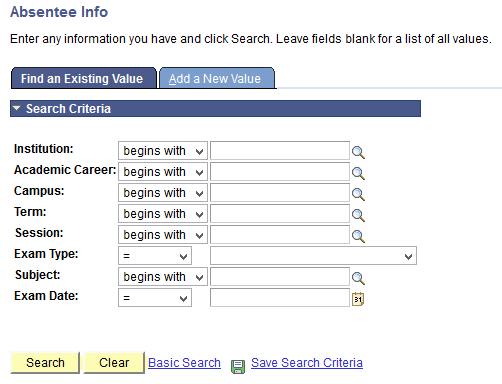 Absentee Info
Enter any information you have and click Search. Leave fields blank for a list of all values.
Find an Existing Value Add a New Value
Search Criteria
Institution: begins with
Academic Career: begins with
Campus: begins with
Term: begins with
Session: begins with
Exam Type: =
Subject: begins with
Exam Date: = 31
Search Clear Basic Search Save Search Criteria